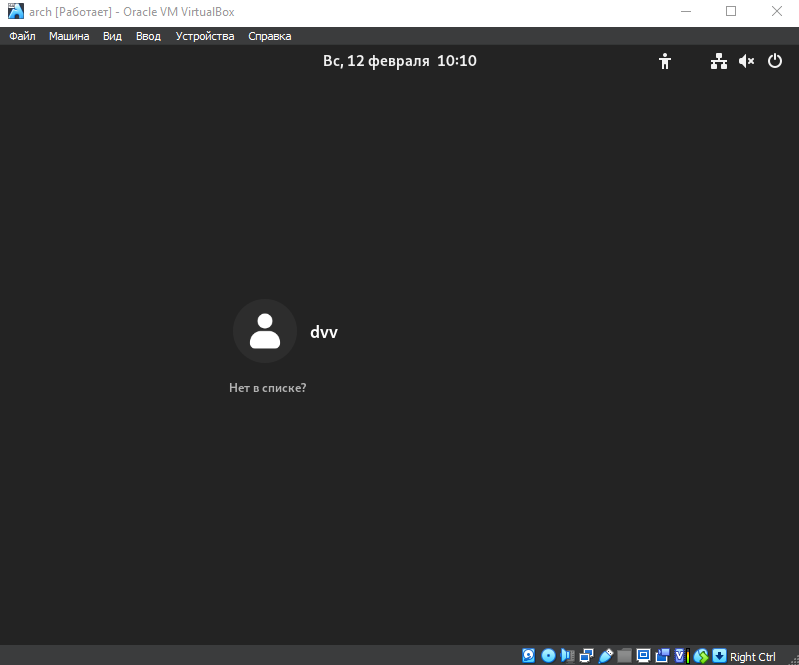 arch [Работает] - Oracle VM VirtualBox
Файл Машина Вид Ввод Устройства Справка
Вс, 12 февраля 10:10
dvv
Нет в списке?
Right Ctrl